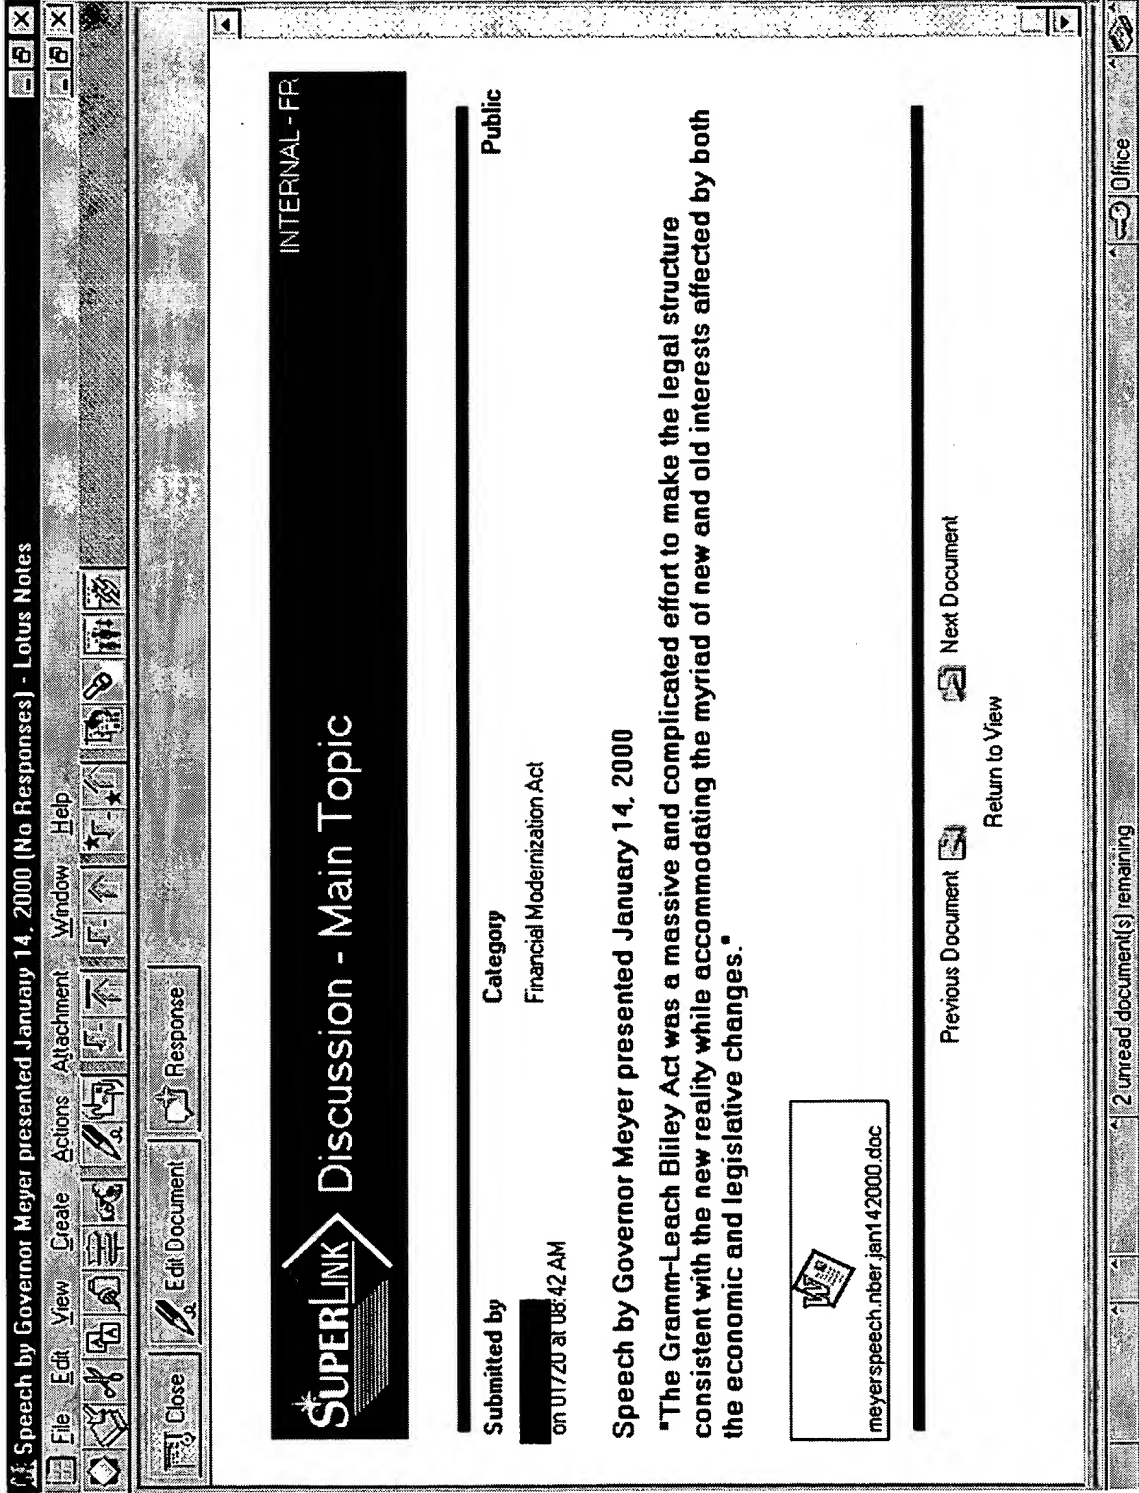 Speech by Governor Meyer presented January 14, 2000 (No Responses) - Lotus Notes
File Edit View Create Actions Attachment Window Help
Close Edit Document Response
SUPERLINK Discussion - Main Topic
INTERNAL - FR
Submitted by Category Public
Financial Modernization Act
on 01/20 at 08:42 AM
Speech by Governor Meyer presented January 14, 2000
"The Gramm-Leach Bliley Act was a massive and complicated effort to make the legal structure
consistent with the new reality while accommodating the myriad of new and old interests affected by both
the economic and legislative changes."
meyerspeech.nber.jan142000.doc
Previous Document Next Document
Return to View
2 unread document(s) remaining Office